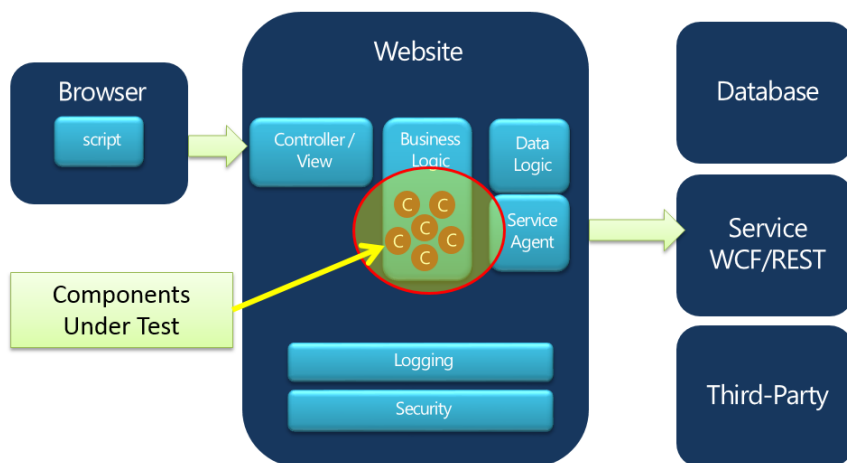 Website
Browser
script
Controller /
View
Business
Logic
Data
Logic
Service
Agent
C
C
C
C
C
C
Components
Under Test
Logging
Security
Database
Service
WCF/REST
Third-Party